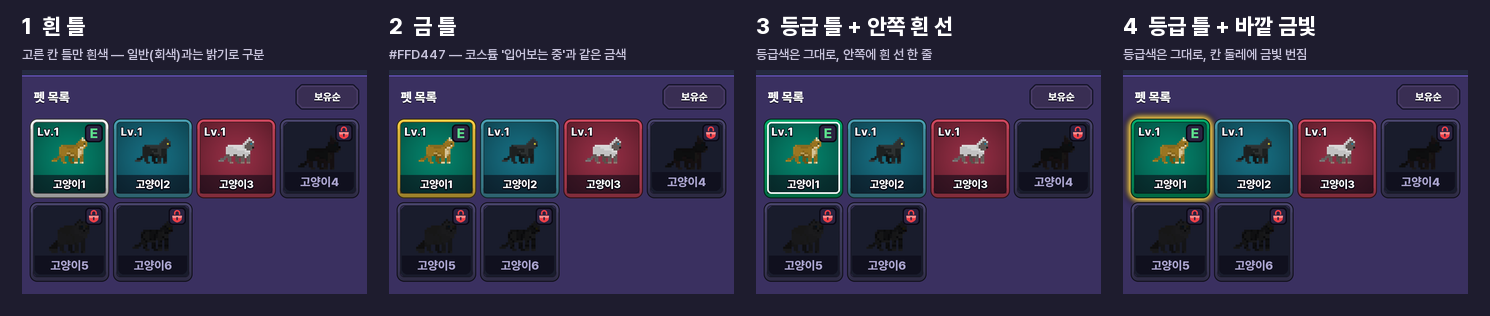 1 흰 틀
고른 칸 틀만 흰색 — 일반(회색)과는 밝기로 구분
펫 목록
보유순
Lv.1
E
고양이1
Lv.1
고양이2
Lv.1
고양이3
고양이4
고양이5
고양이6
2 금 틀
#FFD447 — 코스튬 '입어보는 중'과 같은 금색
펫 목록
보유순
Lv.1
E
고양이1
Lv.1
고양이2
Lv.1
고양이3
고양이4
고양이5
고양이6
3 등급 틀 + 안쪽 흰 선
등급색은 그대로, 안쪽에 흰 선 한 줄
펫 목록
보유순
Lv.1
E
고양이1
Lv.1
고양이2
Lv.1
고양이3
고양이4
고양이5
고양이6
4 등급 틀 + 바깥 금빛
등급색은 그대로, 칸 둘레에 금빛 번짐
펫 목록
보유순
Lv.1
E
고양이1
Lv.1
고양이2
Lv.1
고양이3
고양이4
고양이5
고양이6